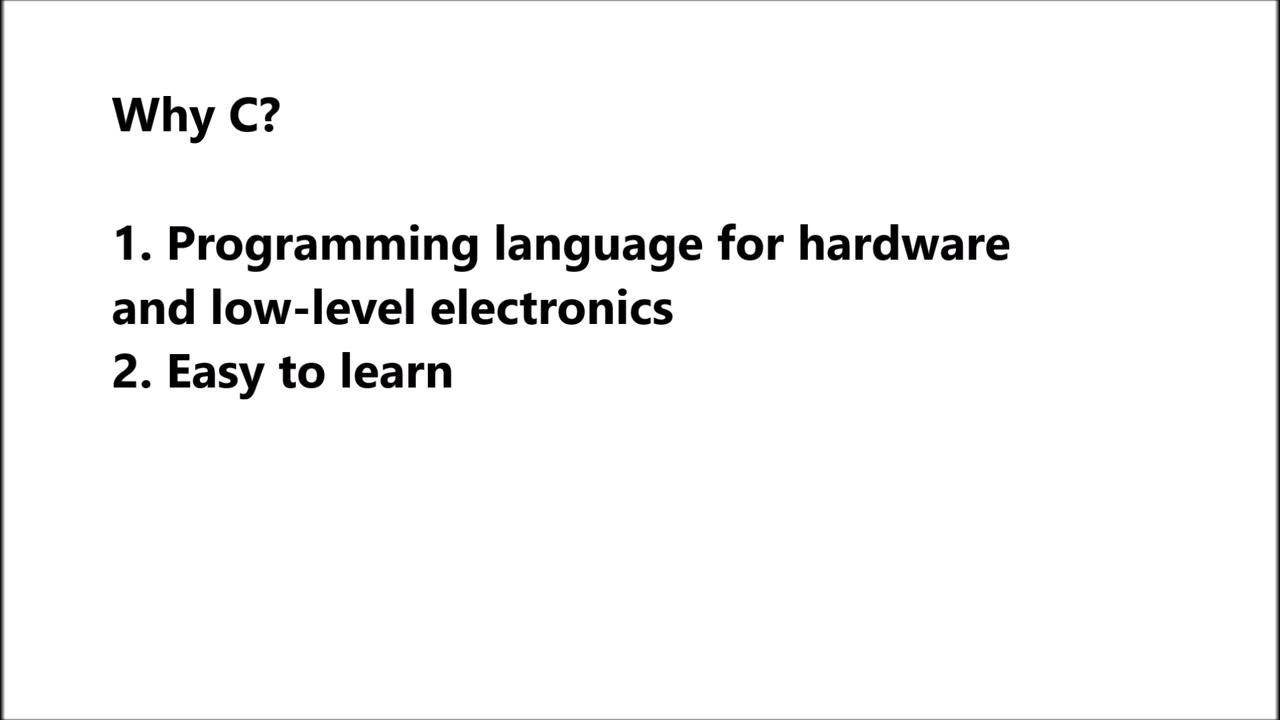 Why C?
1. Programming language for hardware
and low-level electronics
2. Easy to learn